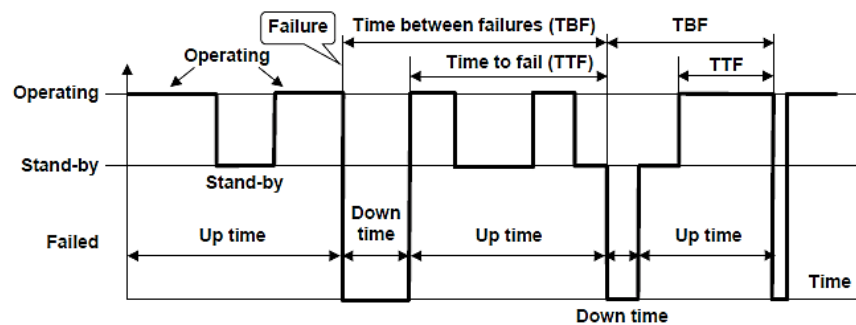 Failure
Time between failures (TBF)
TBF
Operating
Time to fail (TTF)
TTF
Operating
Stand-by
Stand-by
Failed
Up time
Down
time
Up time
Up time
Time
Down time